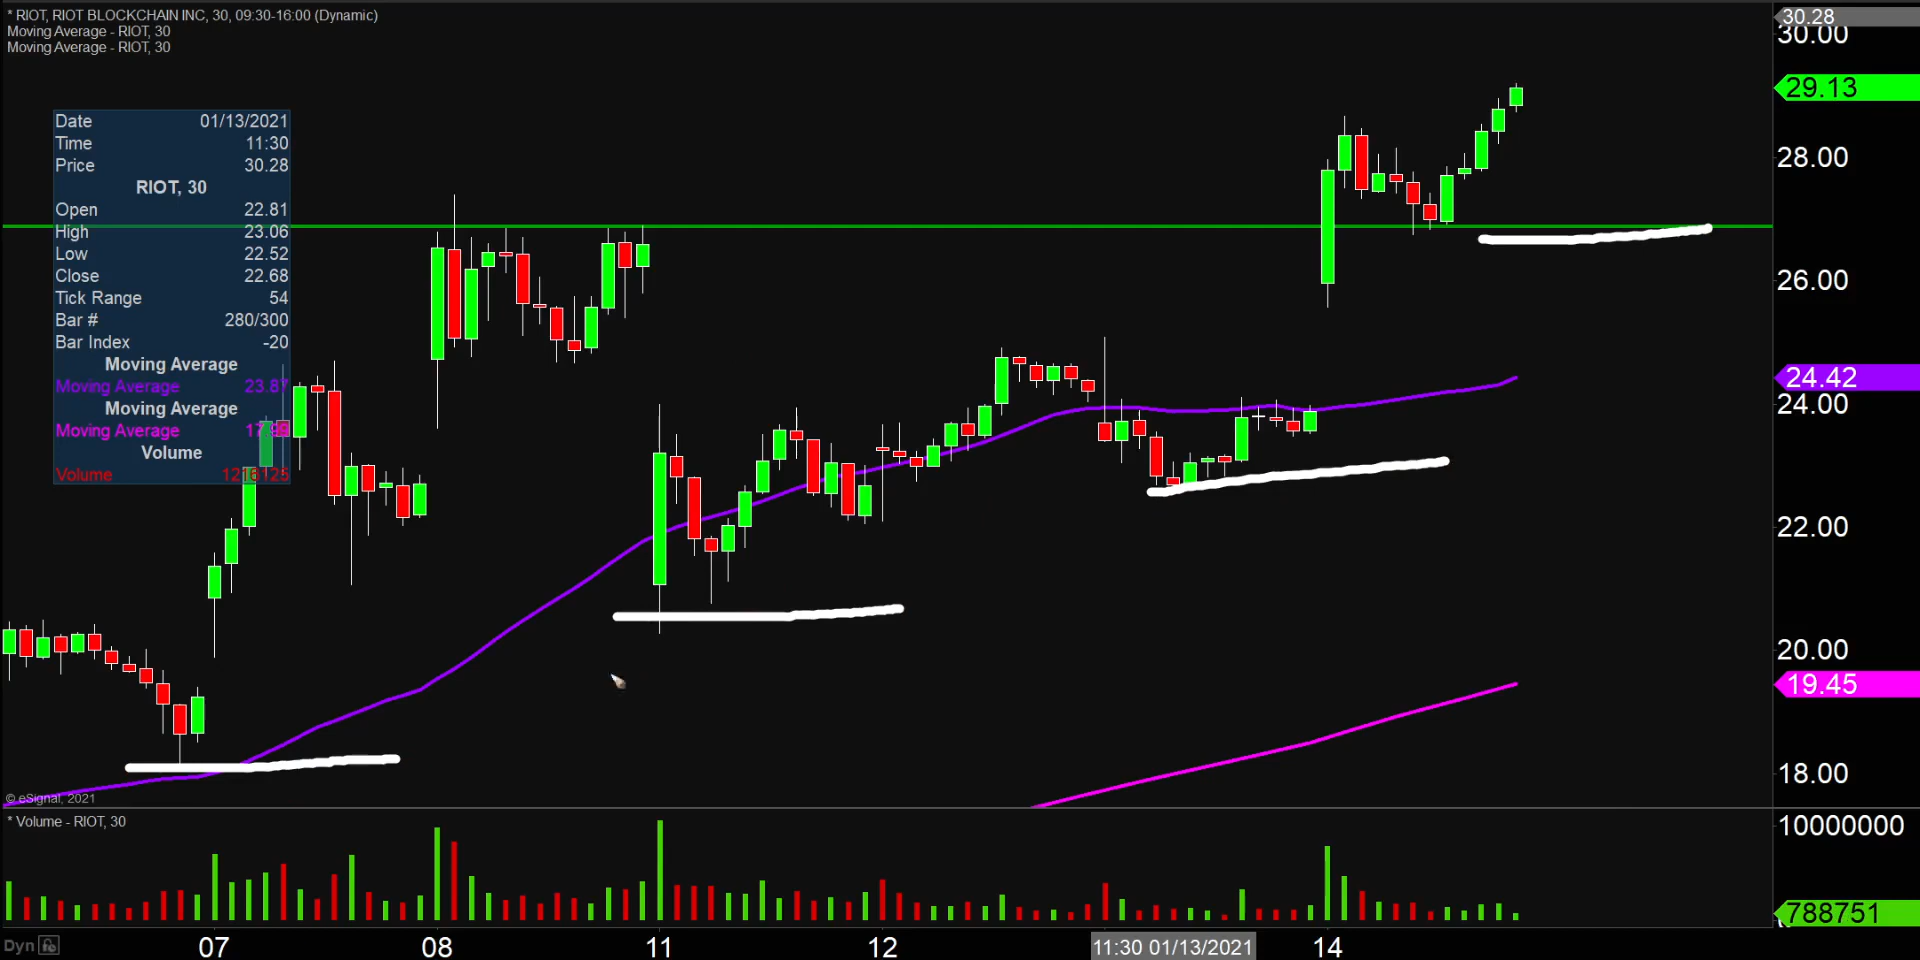 * RIOT, RIOT BLOCKCHAIN INC, 30, 09:30-16:00 (Dynamic)
Moving Average - RIOT, 30
Moving Average - RIOT, 30
Date 01/13/2021
Time 11:30
Price 30.28
RIOT, 30
Open 22.81
High 23.06
Low 22.52
Close 22.68
Tick Range 54
Bar # 280/300
Bar Index -20
Moving Average
Moving Average 23.87
Moving Average
Moving Average 17.99
Volume
Volume 1218125
30.28
30.00
29.13
28.00
26.00
24.42
24.00
22.00
20.00
19.45
18.00
© eSignal, 2021
* Volume - RIOT, 30
10000000
788751
Dyn
07 08 11 12 11:30 01/13/2021 14